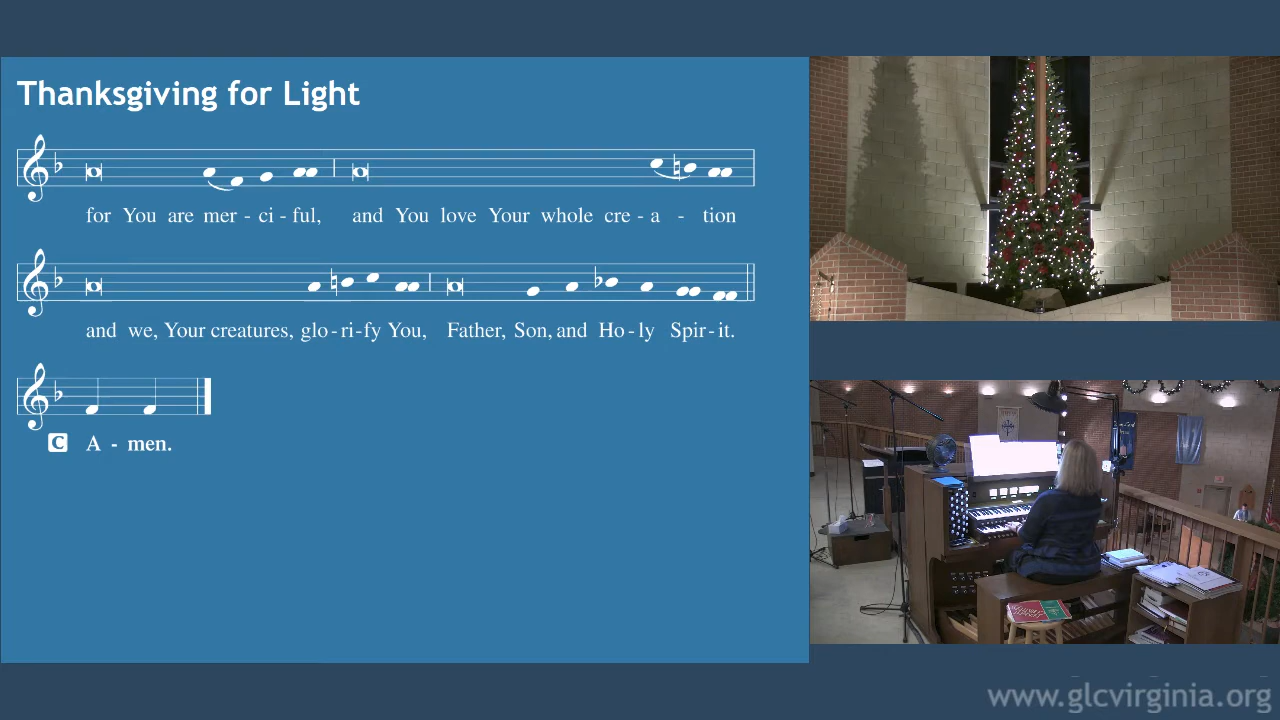 Thanksgiving for Light
for You are mer - ci - ful, and You love Your whole cre - a - tion
and we, Your creatures, glo - ri - fy You, Father, Son, and Ho - ly Spir - it.
C A - men.
www.glcvirginia.org